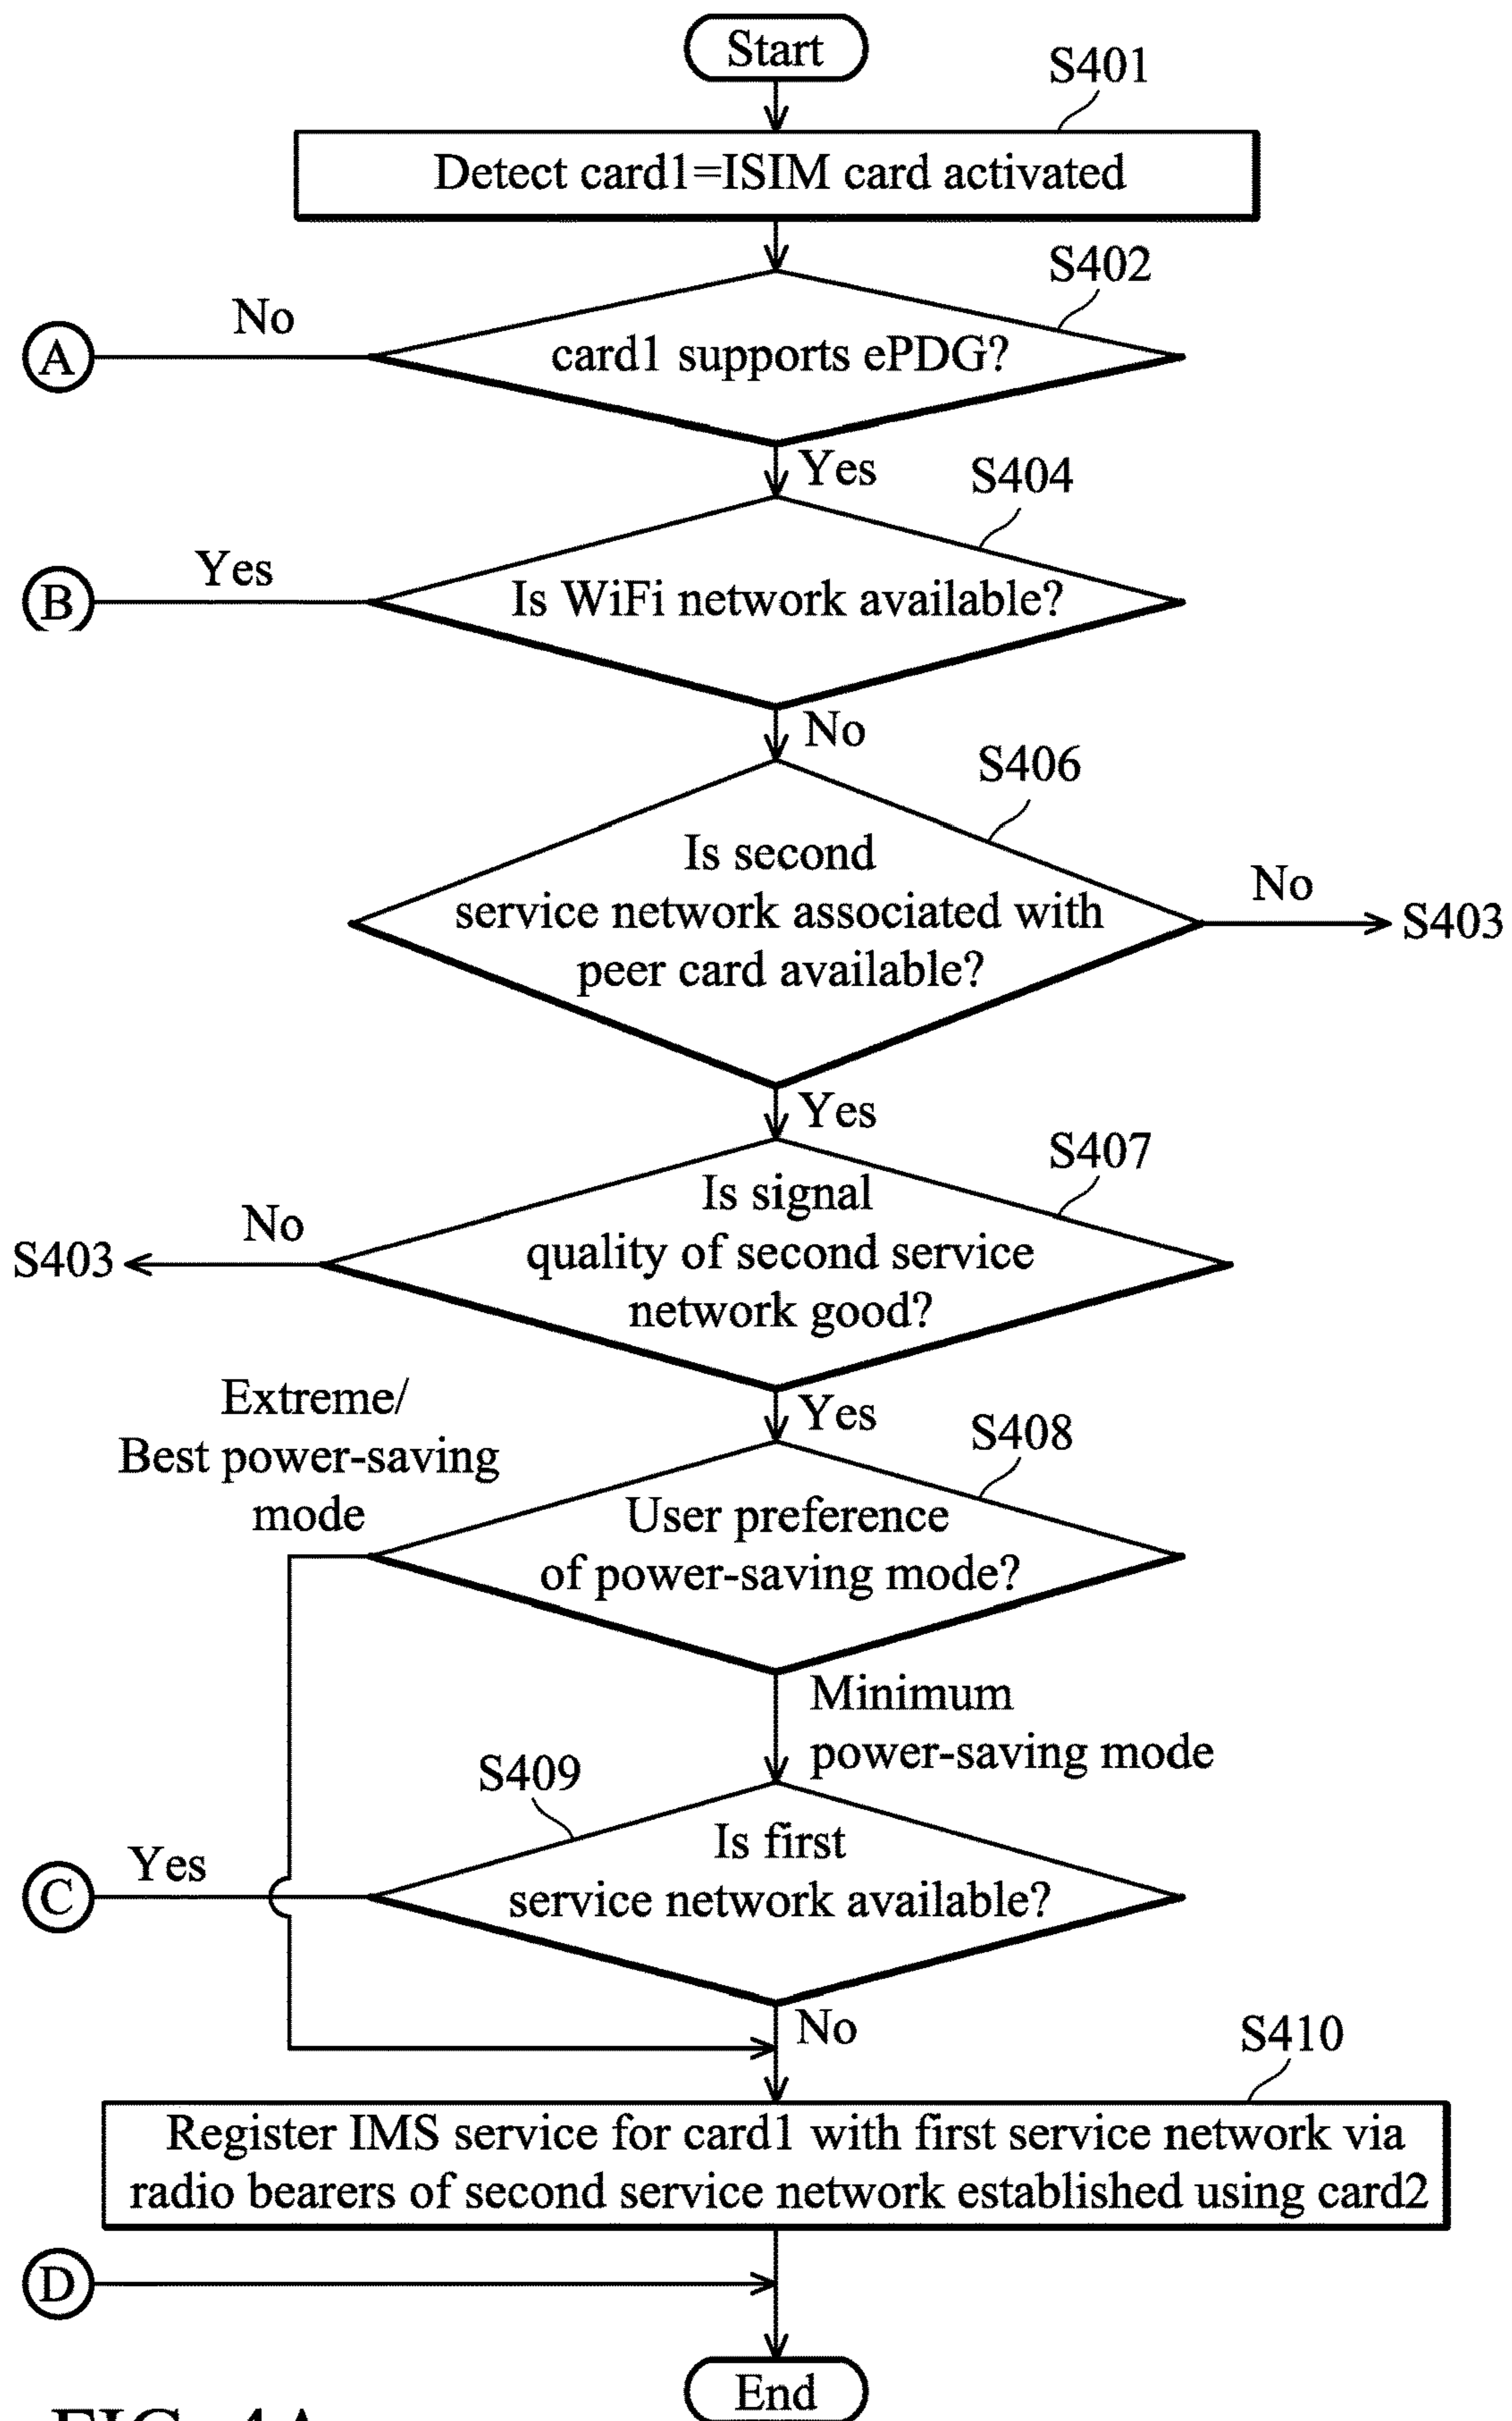 Start
S401
Detect card1=ISIM card activated
S402
No
A
card1 supports ePDG?
Yes
S404
Yes
B
Is WiFi network available?
No
S406
Is second
service network associated with
peer card available?
No
S403
Yes
S407
Is signal
quality of second service
network good?
No
S403
Extreme/
Best power-saving
mode
Yes
S408
User preference
of power-saving mode?
Minimum
power-saving mode
S409
Yes
C
Is first
service network available?
No
S410
Register IMS service for card1 with first service network via
radio bearers of second service network established using card2
D
End